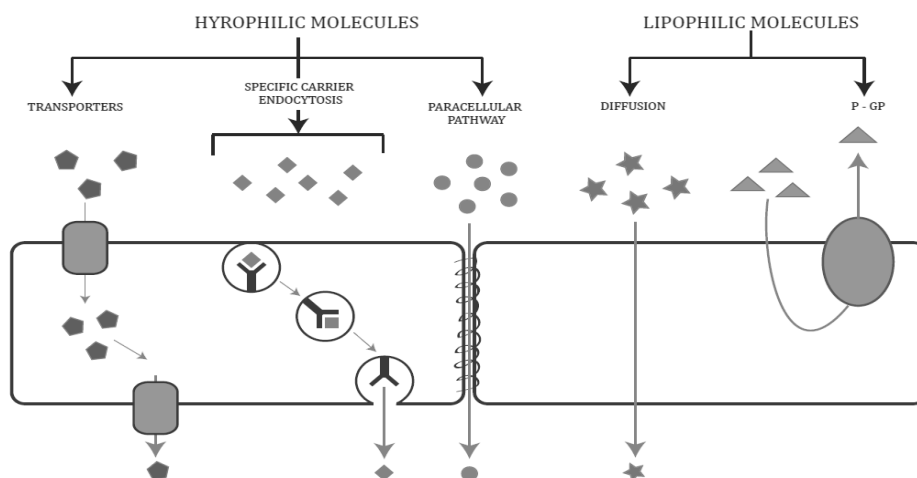 HYROPHILIC MOLECULES
LIPOPHILIC MOLECULES
TRANSPORTERS
SPECIFIC CARRIER
ENDOCYTOSIS
PARACELLULAR
PATHWAY
DIFFUSION
P - GP